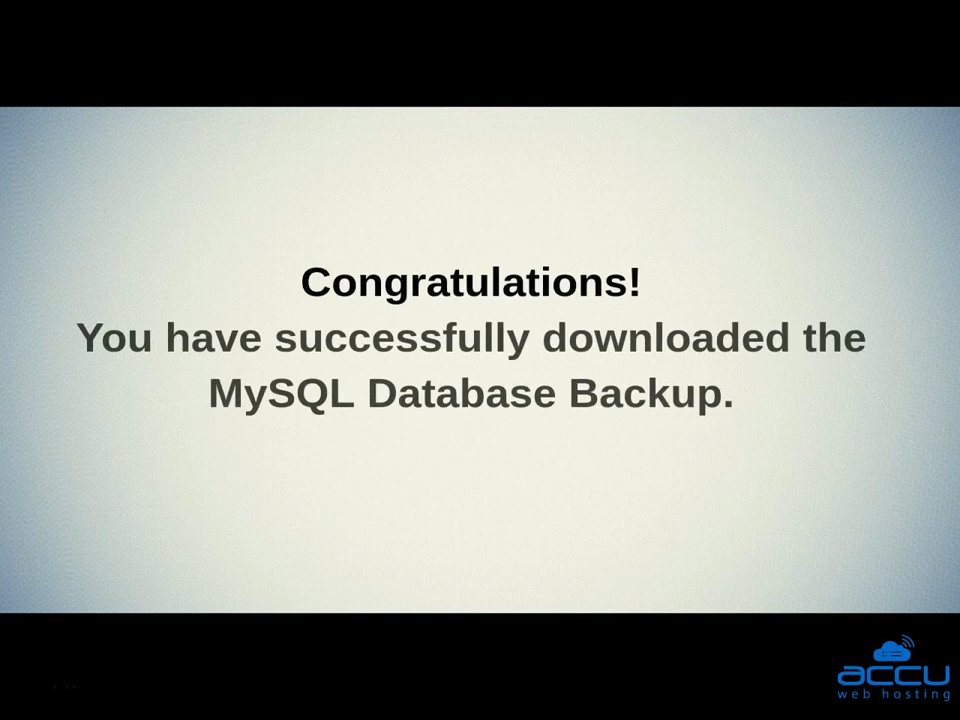 Congratulations!
You have successfully downloaded the
MySQL Database Backup.
accu
web hosting